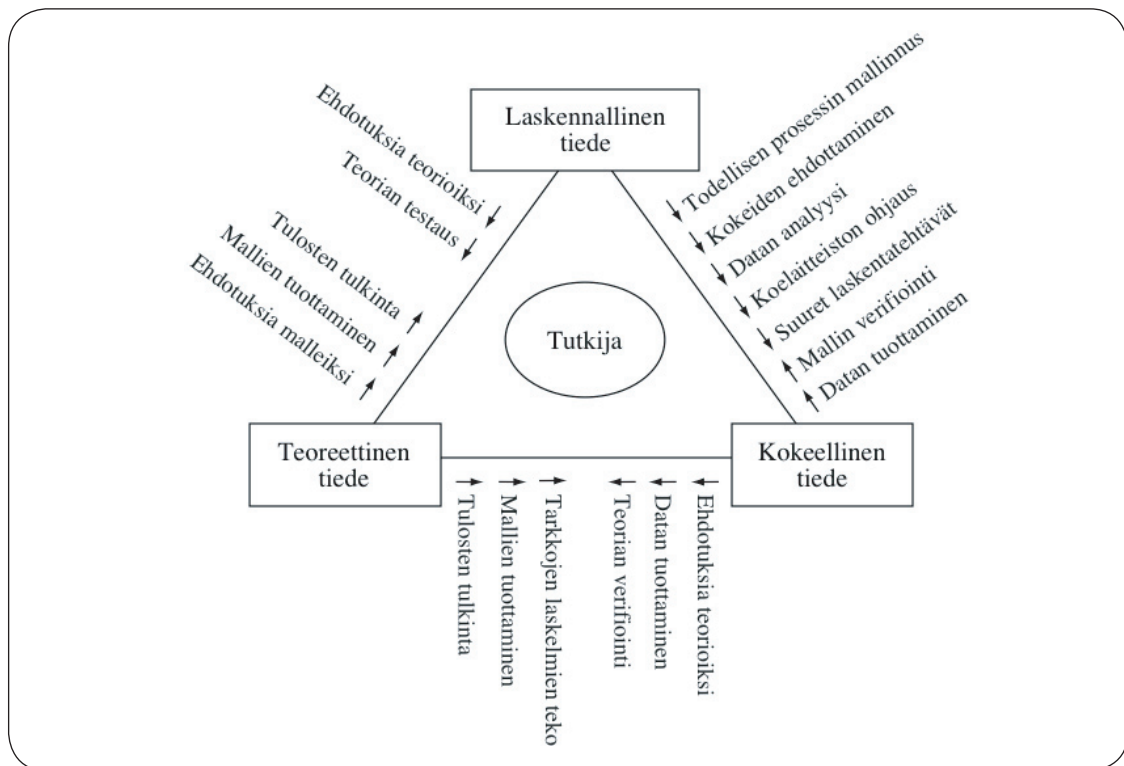 Laskennallinen
tiede
Ehdotuksia teorioiksi
Teorian testaus
Tulosten tulkinta
Mallien tuottaminen
Ehdotuksia malleiksi
Todellisen prosessin mallinnus
Kokeiden ehdottaminen
Datan analyysi
Koelaitteiston ohjaus
Suuret laskentatehtävät
Mallin verifiointi
Datan tuottaminen
Tutkija
Teoreettinen
tiede
Kokeellinen
tiede
Tulosten tulkinta
Mallien tuottaminen
Tarkkojen laskelmien teko
Teorian verifiointi
Datan tuottaminen
Ehdotuksia teorioiksi